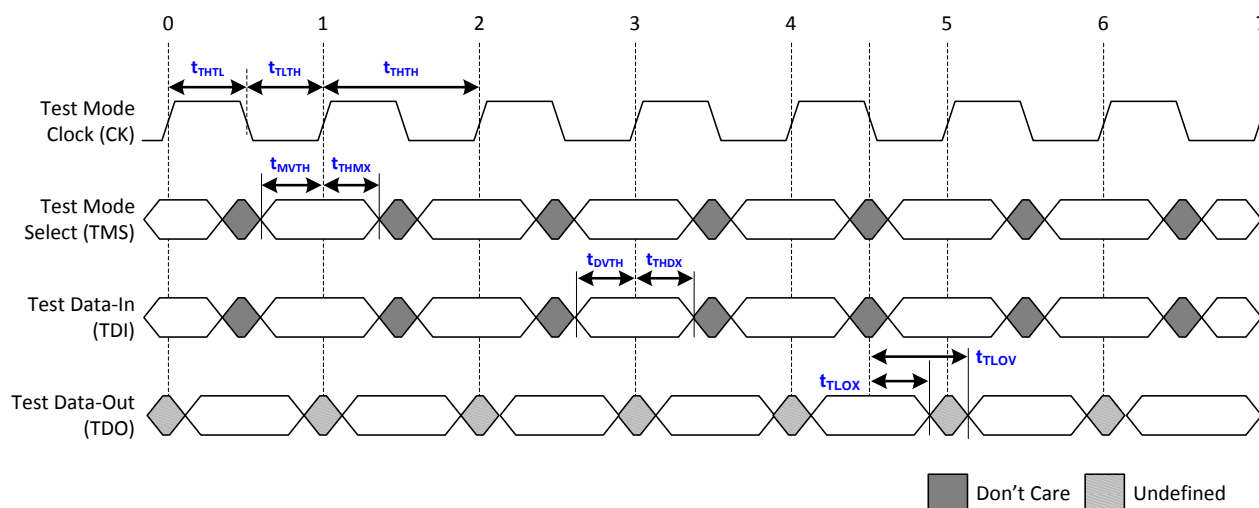 0 1 2 3 4 5 6 7
tTHTL tTLTH tTHTH
Test Mode
Clock (CK)
tMVTH tTHMX
Test Mode
Select (TMS)
tDVTH tTHDX
Test Data-In
(TDI)
tTLOV
tTLOX
Test Data-Out
(TDO)
Don't Care Undefined